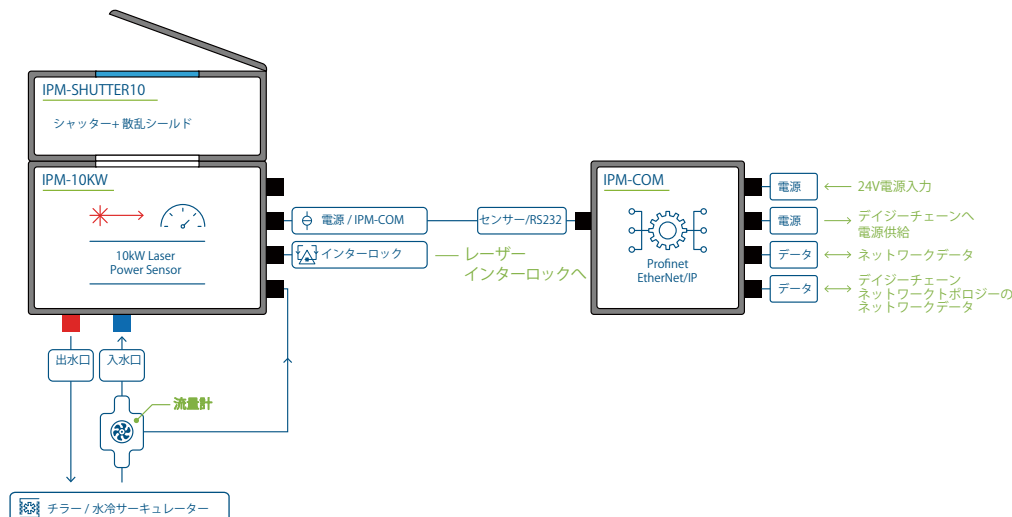 IPM-SHUTTER10
シャッター+ 散乱シールド
IPM-10KW
10kW Laser
Power Sensor
電源 / IPM-COM
インターロック
レーザー
インターロックへ
センサー/RS232
IPM-COM
Profinet
EtherNet/IP
電源
24V電源入力
電源
デイジーチェーンへ
電源供給
データ
ネットワークデータ
データ
デイジーチェーン
ネットワークトポロジーの
ネットワークデータ
出水口
入水口
流量計
チラー / 水冷サーキュレーター